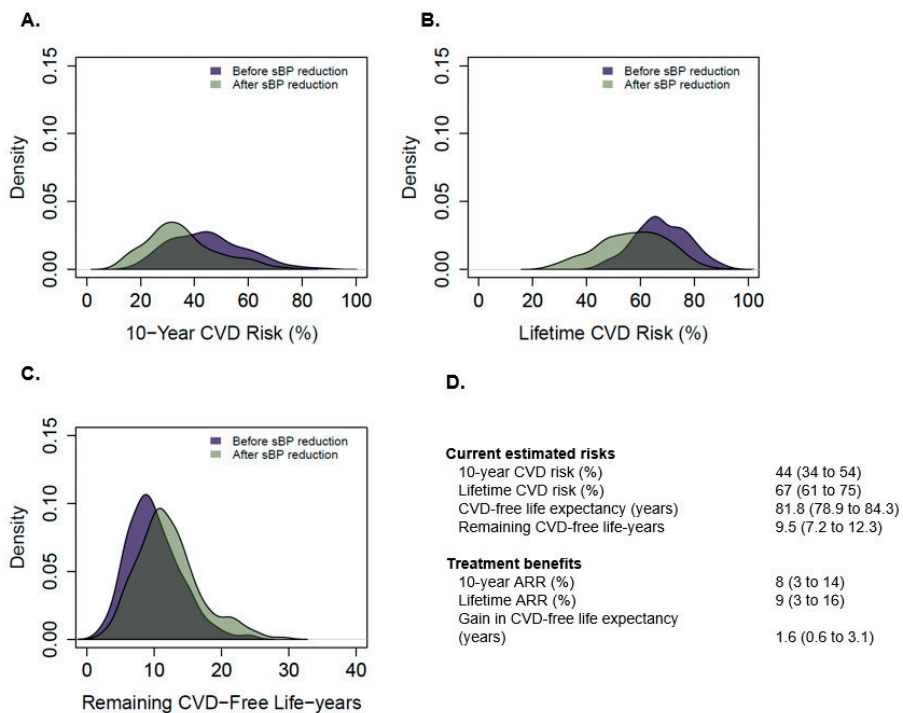 A.
Density
0.00 0.05 0.10 0.15
Before sBP reduction
After sBP reduction
0 20 40 60 80 100
10−Year CVD Risk (%)
B.
Density
0.00 0.05 0.10 0.15
Before sBP reduction
After sBP reduction
0 20 40 60 80 100
Lifetime CVD Risk (%)
C.
Density
0.00 0.05 0.10 0.15
Before sBP reduction
After sBP reduction
0 10 20 30 40
Remaining CVD−Free Life−years
D.
Current estimated risks
10-year CVD risk (%) 44 (34 to 54)
Lifetime CVD risk (%) 67 (61 to 75)
CVD-free life expectancy (years) 81.8 (78.9 to 84.3)
Remaining CVD-free life-years 9.5 (7.2 to 12.3)
Treatment benefits
10-year ARR (%) 8 (3 to 14)
Lifetime ARR (%) 9 (3 to 16)
Gain in CVD-free life expectancy
(years) 1.6 (0.6 to 3.1)